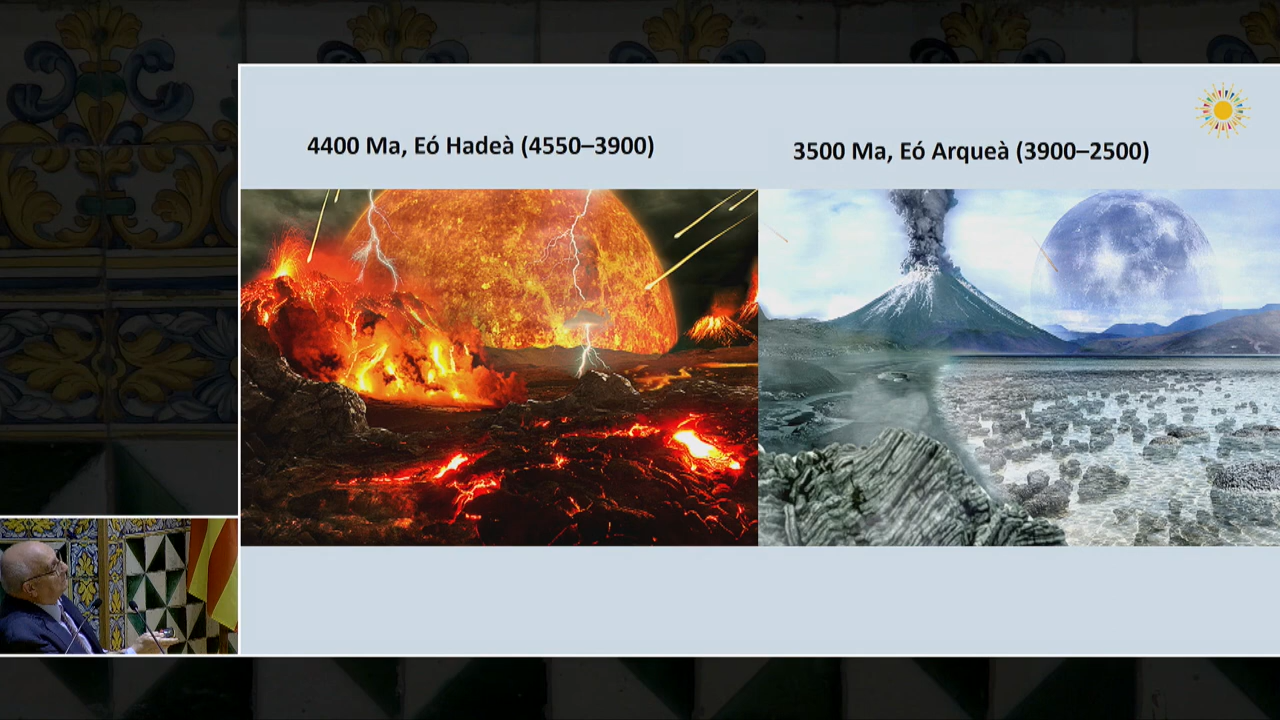 4400 Ma, Eó Hadeà (4550–3900)
3500 Ma, Eó Arqueà (3900–2500)